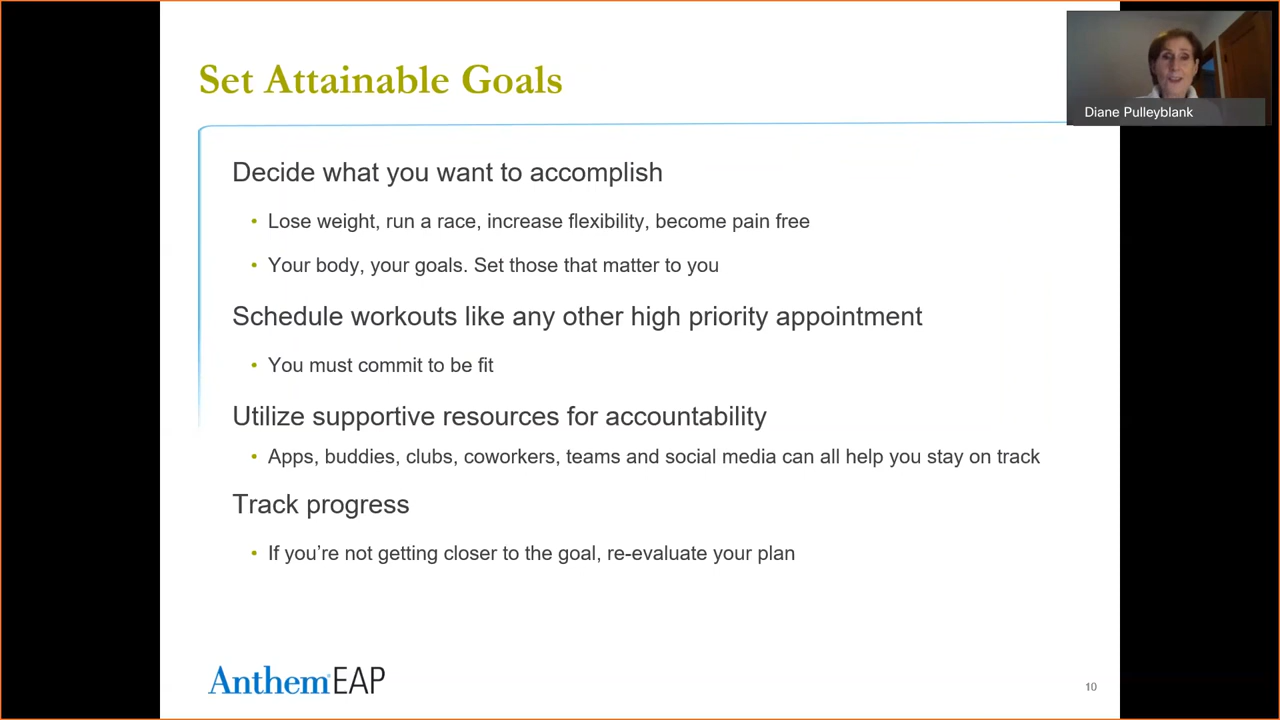 Set Attainable Goals
Diane Pulleyblank
Decide what you want to accomplish
• Lose weight, run a race, increase flexibility, become pain free
• Your body, your goals. Set those that matter to you
Schedule workouts like any other high priority appointment
• You must commit to be fit
Utilize supportive resources for accountability
• Apps, buddies, clubs, coworkers, teams and social media can all help you stay on track
Track progress
• If you’re not getting closer to the goal, re-evaluate your plan
Anthem EAP
10